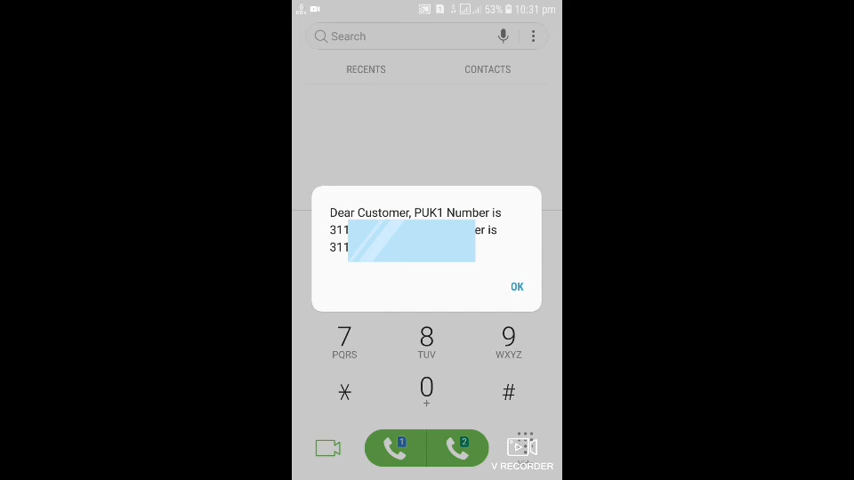 53% 10:31 pm
Search
RECENTS CONTACTS
Dear Customer, PUK1 Number is
311 er is
311
OK
7 8 9
PQRS TUV WXYZ
* 0 #
+
1 2
V RECORDER